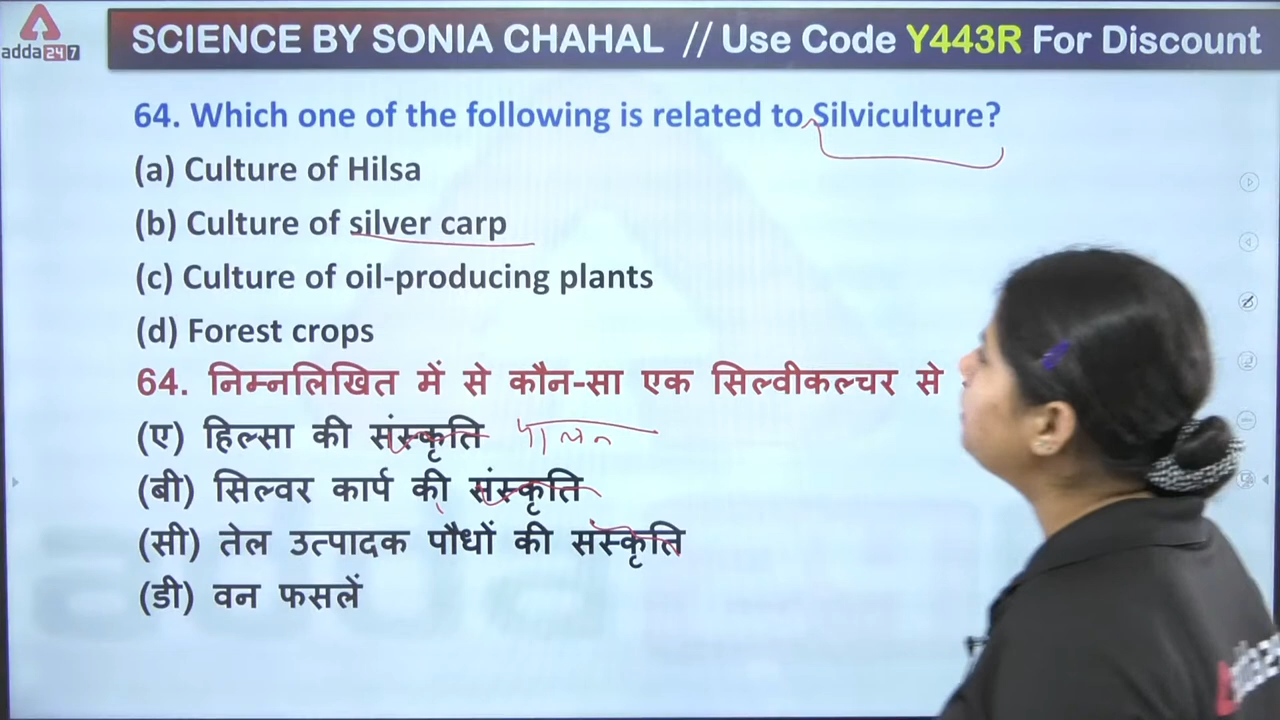 adda247
SCIENCE BY SONIA CHAHAL // Use Code Y443R For Discount
64. Which one of the following is related to Silviculture?
(a) Culture of Hilsa
(b) Culture of silver carp
(c) Culture of oil-producing plants
(d) Forest crops
64. निम्नलिखित में से कौन-सा एक सिल्वीकल्चर से
(ए) हिल्सा की संस्कृति पालन
(बी) सिल्वर कार्प की संस्कृति
(सी) तेल उत्पादक पौधों की संस्कृति
(डी) वन फसलें